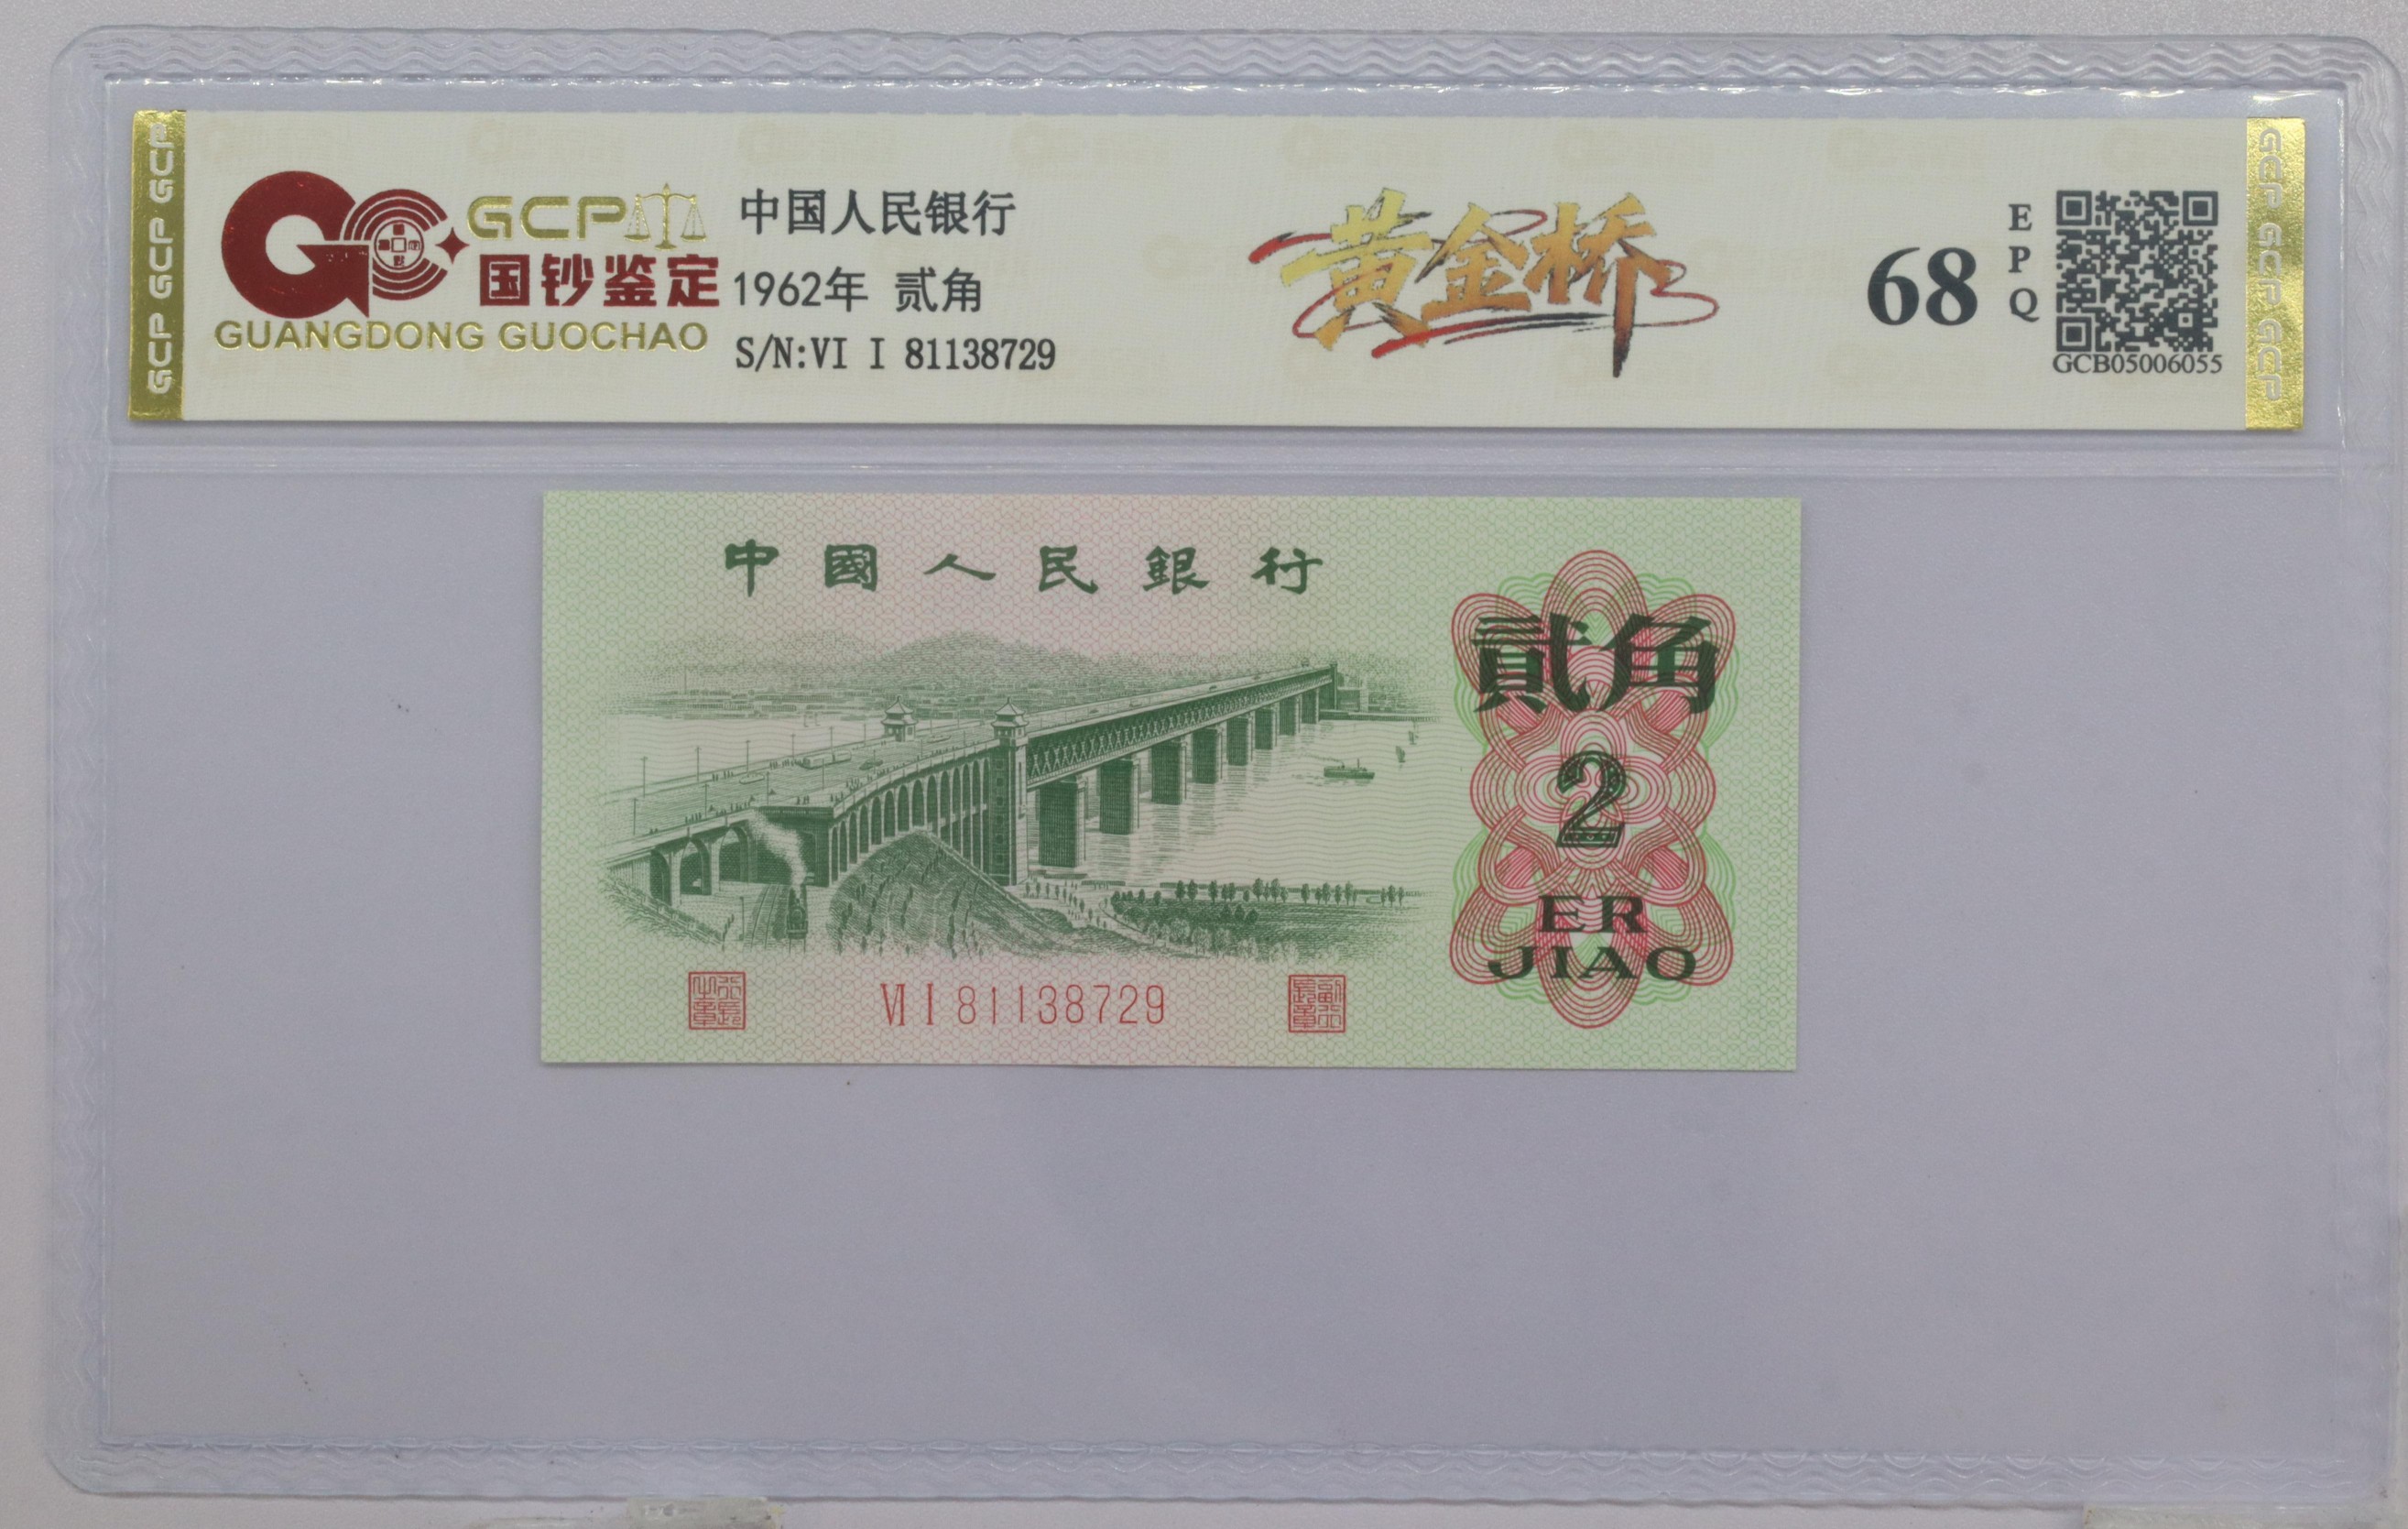 GCP GCP GCP
GCP
国钞鉴定
GUANGDONG GUOCHAO
中国人民银行
1962年 贰角
S/N:VI I 81138729
黄金桥
68
EPQ
GCB05006055
GCP GCP GCP
中國人民銀行
貳角
2
ER
JIAO
VI I 81138729